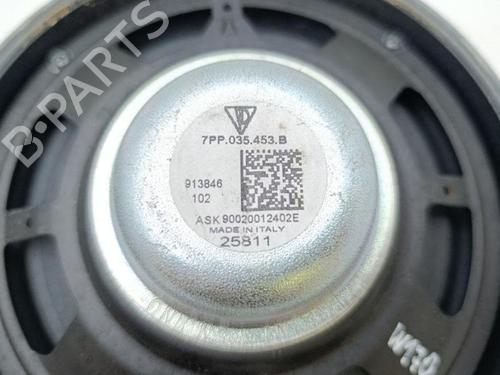 7PP.035.453.B
913846
102
ASK 90020012402E
MADE IN ITALY
25811
B-PARTS